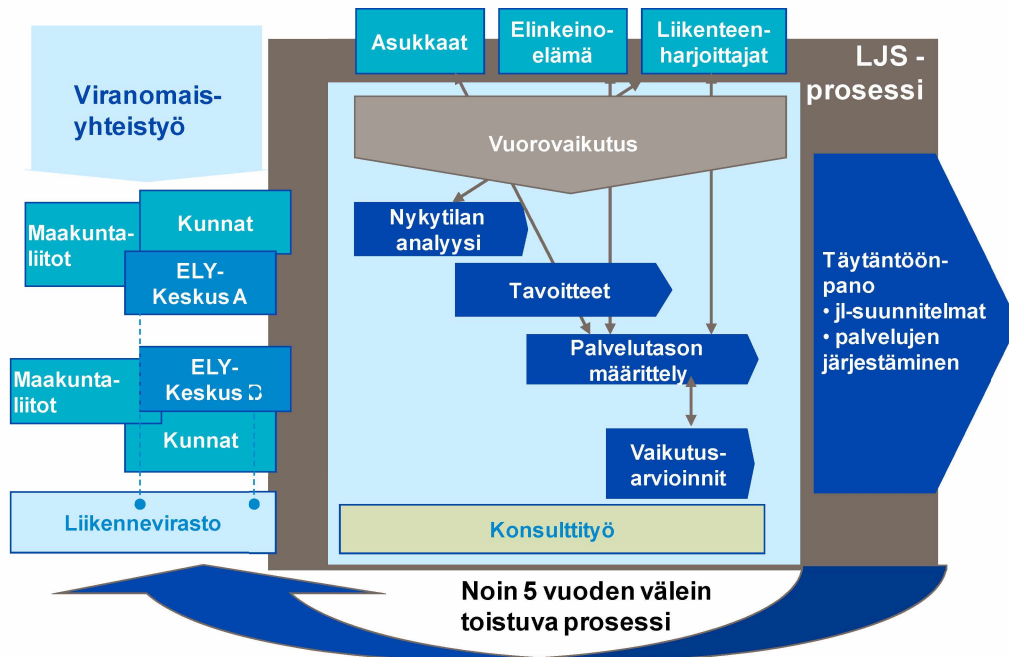 Asukkaat
Elinkeino-
elämä
Liikenteen-
harjoittajat
LJS -
prosessi
Viranomais-
yhteistyö
Vuorovaikutus
Maakunta-
liitot
Kunnat
ELY-
Keskus A
Nykytilan
analyysi
Tavoitteet
Palvelutason
määrittely
Vaikutus-
arvioinnit
Täytäntöön-
pano
• jl-suunnitelmat
• palvelujen
järjestäminen
Maakunta-
liitot
ELY-
Keskus
Kunnat
Liikennevirasto
Konsulttityö
Noin 5 vuoden välein
toistuva prosessi